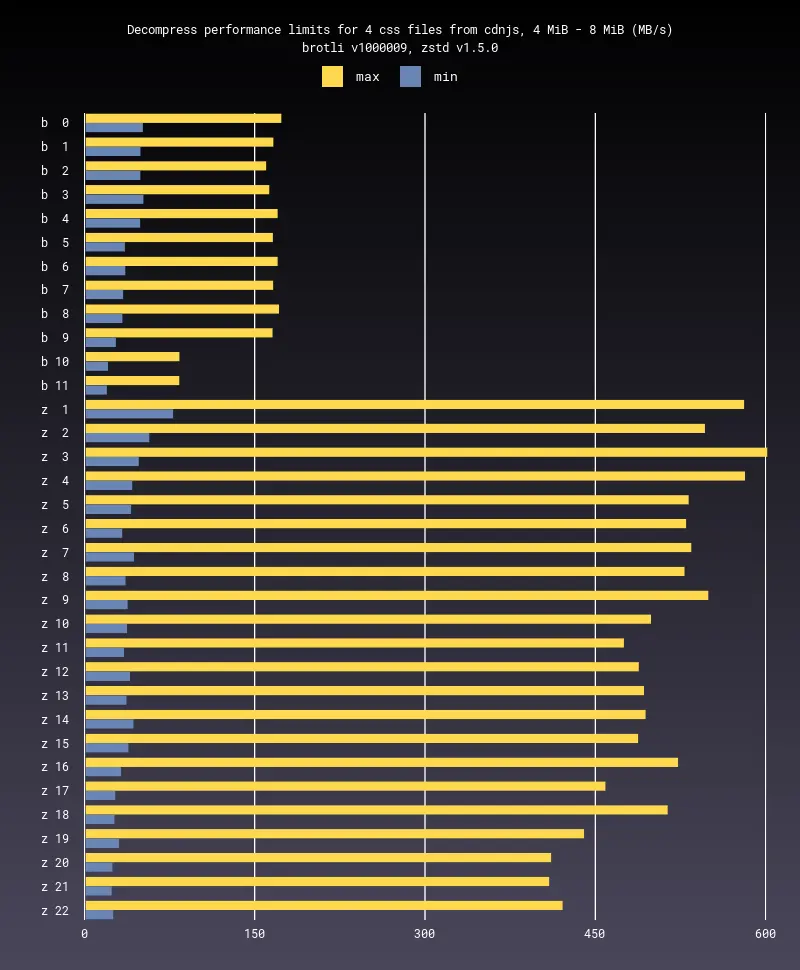 Decompress performance limits for 4 css files from cdnjs, 4 MiB - 8 MiB (MB/s)
brotli v1000009, zstd v1.5.0
max min
b 0
b 1
b 2
b 3
b 4
b 5
b 6
b 7
b 8
b 9
b 10
b 11
z 1
z 2
z 3
z 4
z 5
z 6
z 7
z 8
z 9
z 10
z 11
z 12
z 13
z 14
z 15
z 16
z 17
z 18
z 19
z 20
z 21
z 22
0 150 300 450 600